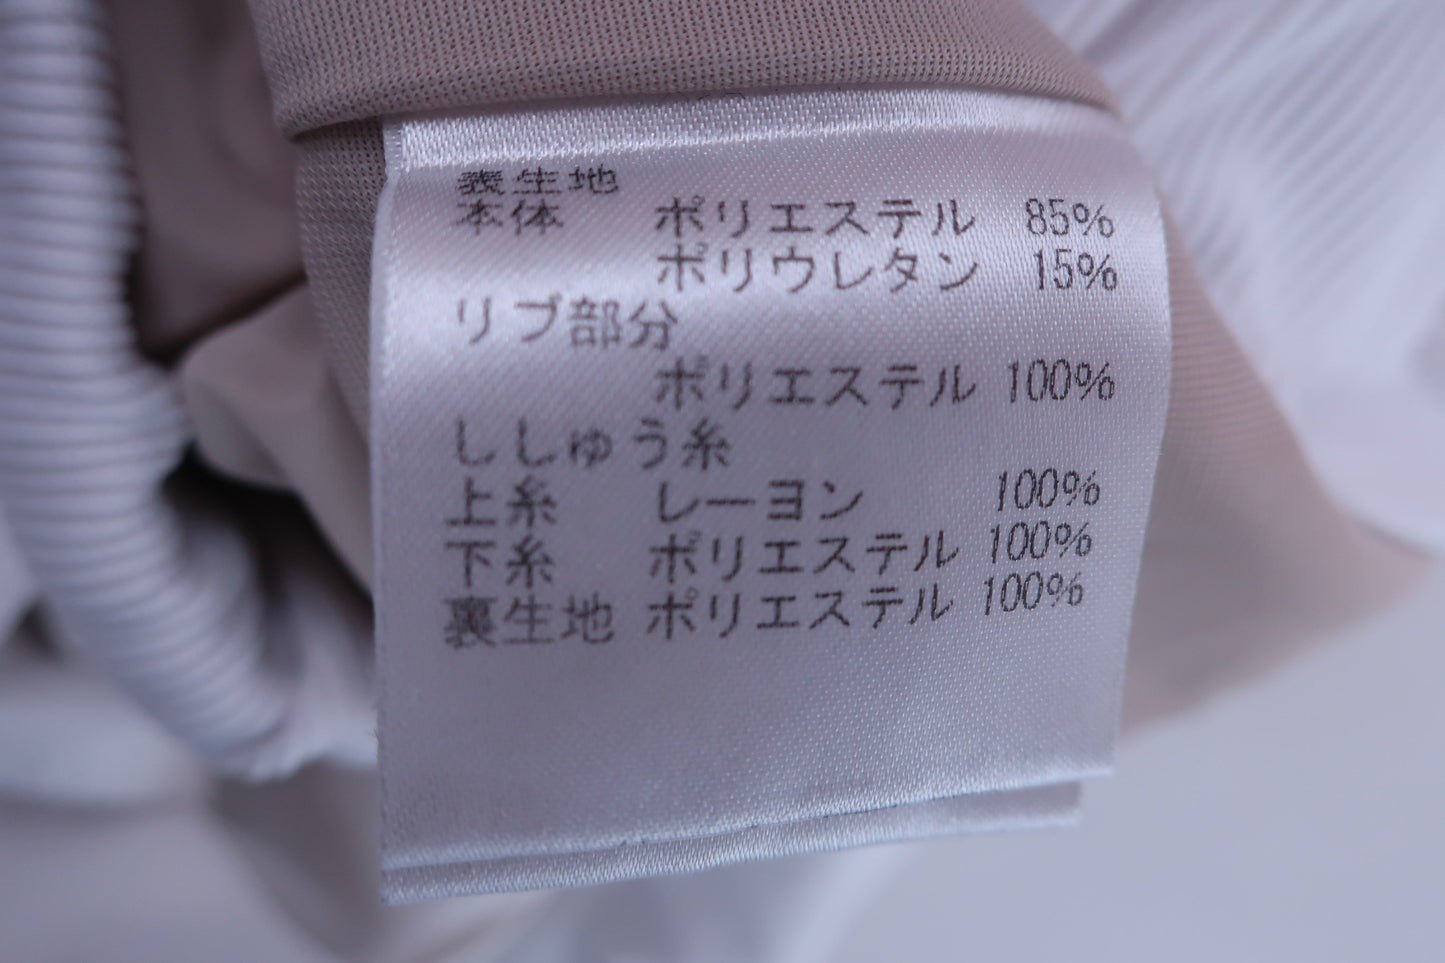 表生地
本体 ポリエステル 85%
ポリウレタン 15%
リブ部分
ポリエステル 100%
ししゅう糸
上糸 レーヨン 100%
下糸 ポリエステル 100%
裏生地 ポリエステル 100%